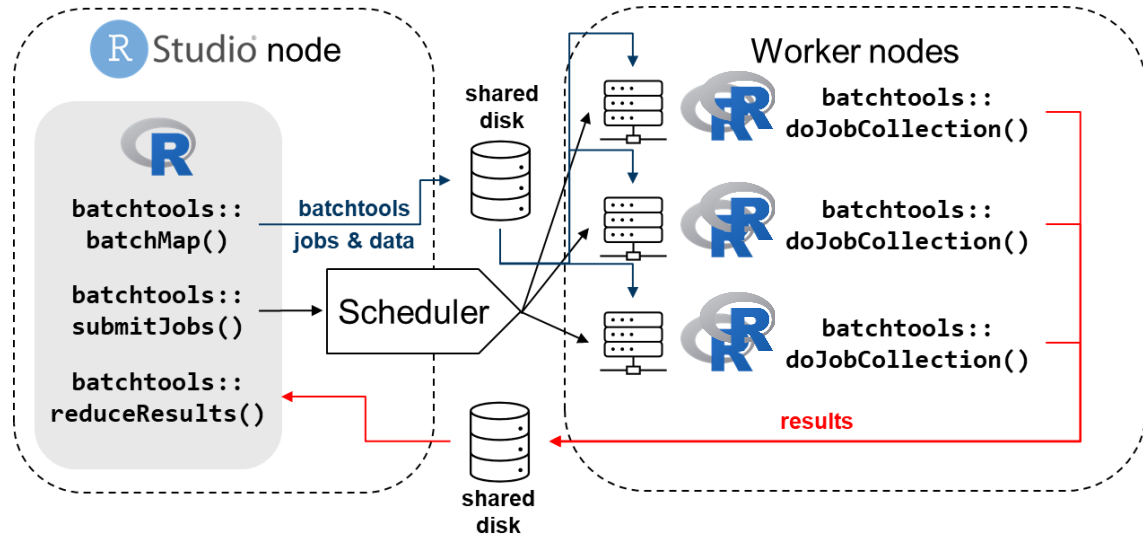 R Studio® node
batchtools::
batchMap()
batchtools::
submitJobs()
batchtools::
reduceResults()
batchtools
jobs & data
Scheduler
shared
disk
shared
disk
Worker nodes
batchtools::
doJobCollection()
batchtools::
doJobCollection()
batchtools::
doJobCollection()
results
R
R
R
R
R
R
R